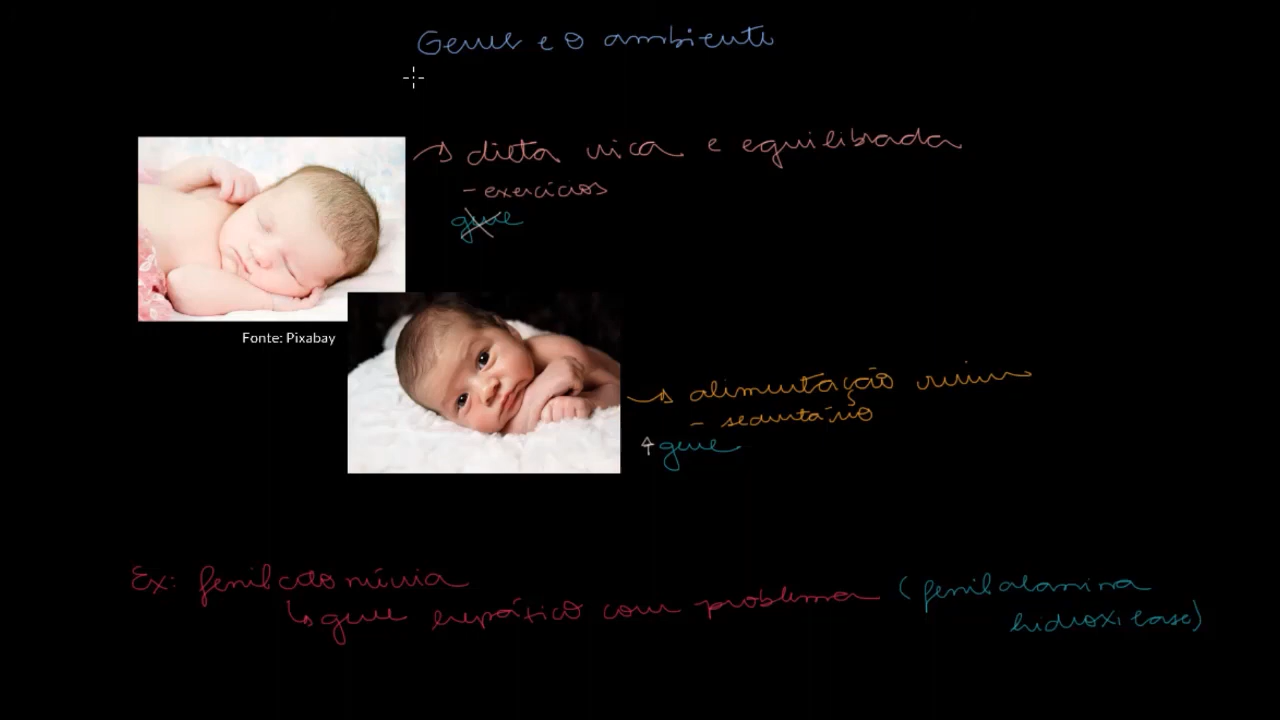 Genes e o ambiente
→ dieta rica e equilibrada
- exercícios
gene
Fonte: Pixabay
→ alimentação ruim
- sedentário
↑ gene
Ex: fenilcetonúria
↳ gene hepático com problema (fenilalanina
hidroxilase)